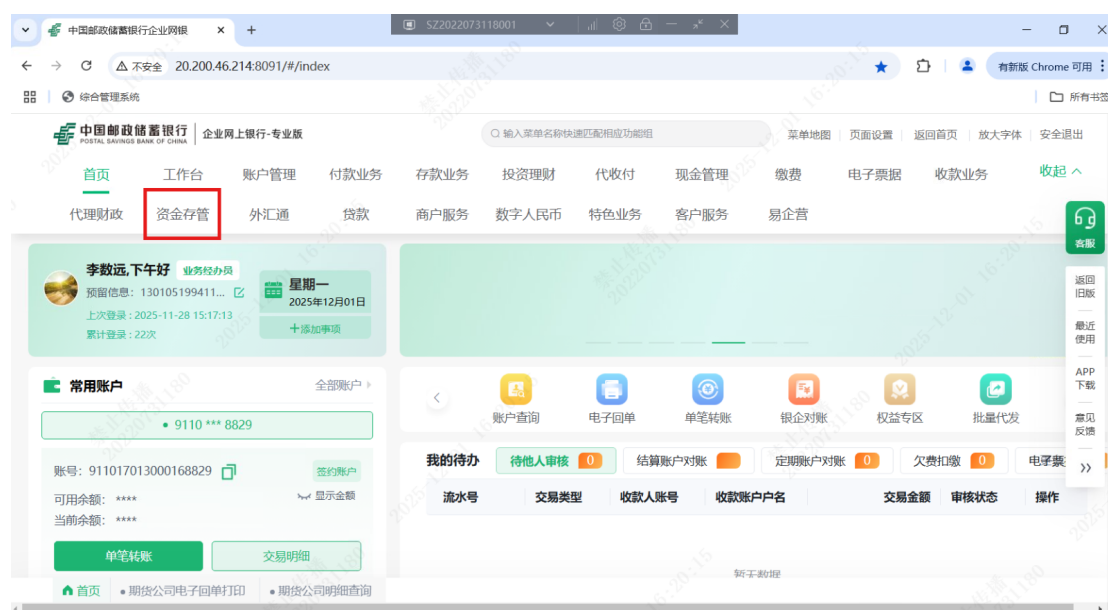 中国邮政储蓄银行企业网银
SZ2022073118001
不安全 20.200.46.214:8091/#/index
有新版 Chrome 可用
综合管理系统
所有书签
中国邮政储蓄银行 企业网上银行-专业版
POSTAL SAVINGS BANK OF CHINA
输入菜单名称快速匹配相应功能组
菜单地图 页面设置 返回首页 放大字体 安全退出
首页 工作台 账户管理 付款业务 存款业务 投资理财 代收付 现金管理 缴费 电子票据 收款业务 收起
代理财政 资金存管 外汇通 贷款 商户服务 数字人民币 特色业务 客户服务 易企营
客服
返回
旧版
最近
使用
APP
下载
意见
反馈
李数远,下午好 业务经办员
预留信息: 130105199411...
上次登录 : 2025-11-28 15:17:13
累计登录 : 22次
星期一
2025年12月01日
+添加事项
常用账户 全部账户
9110 *** 8829
账号: 911017013000168829 签约账户
可用余额: **** 显示金额
当前余额: ****
单笔转账 交易明细
账户查询 电子回单 单笔转账 银企对账 权益专区 批量代发
我的待办 待他人审核 0 结算账户对账 定期账户对账 0 欠费扣缴 0 电子票
流水号 交易类型 收款人账号 收款账户户名 交易金额 审核状态 操作
暂无数据
首页 期货公司电子回单打印 期货公司明细查询